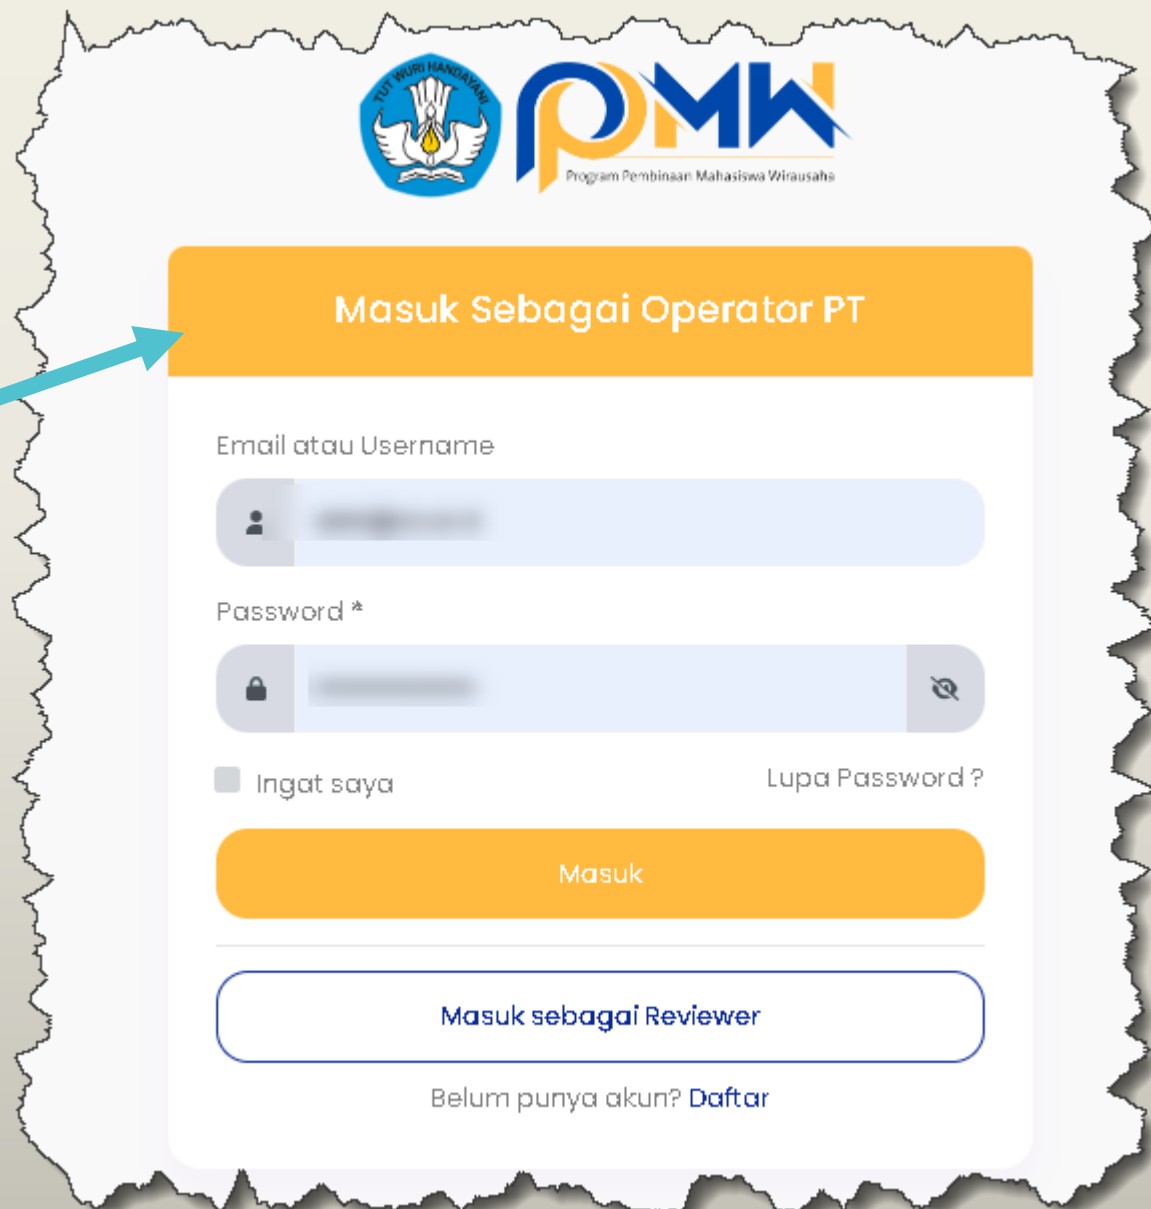 TUT WURI HANDAYANI
PMW
Program Pembinaan Mahasiswa Wirausaha
Masuk Sebagai Operator PT
Email atau Username
Password *
Ingat saya
Lupa Password ?
Masuk
Masuk sebagai Reviewer
Belum punya akun? Daftar